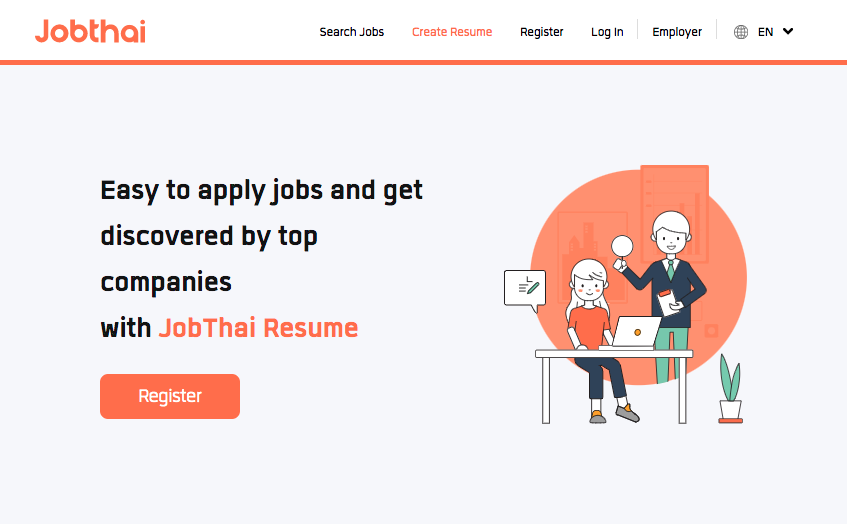 Jobthai
Search Jobs
Create Resume
Register
Log In
Employer
EN
Easy to apply jobs and get
discovered by top
companies
with JobThai Resume
Register